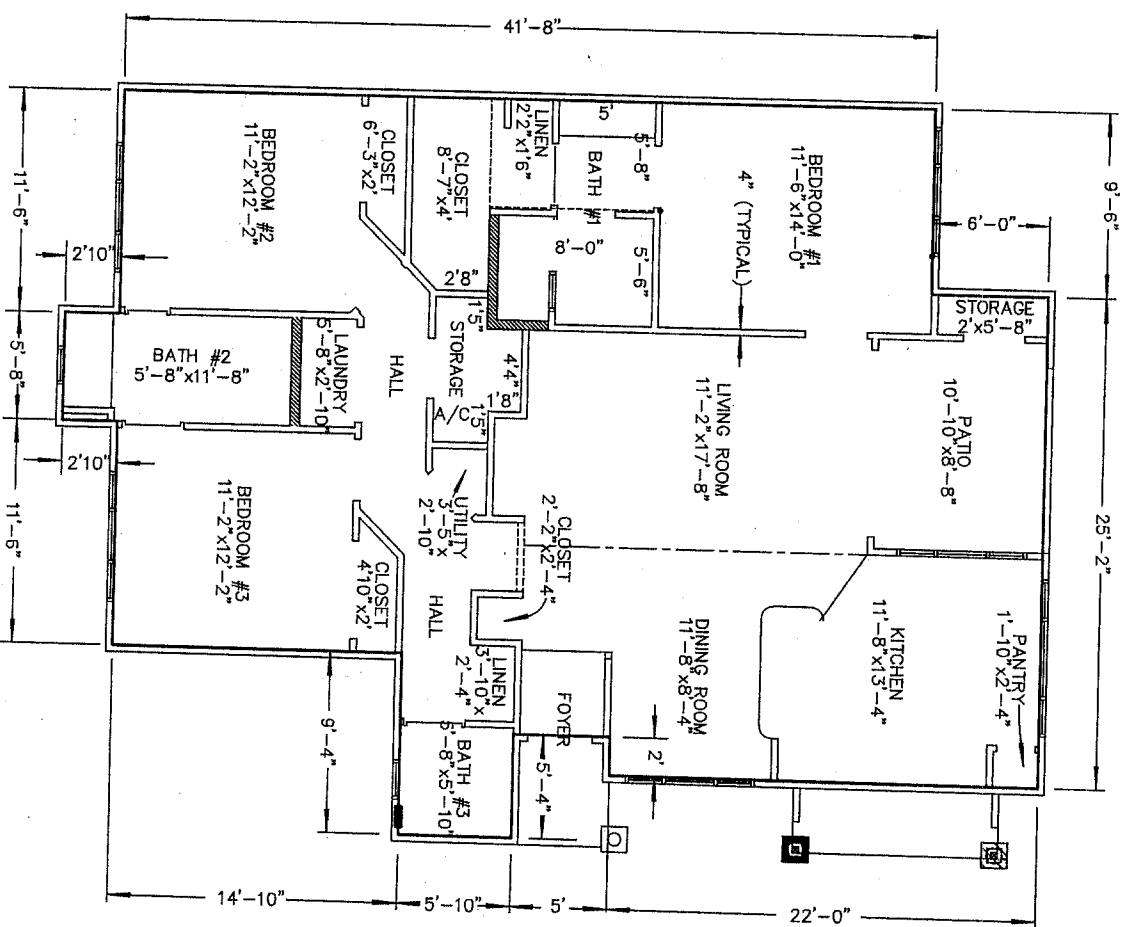 41'-8"
9'-6"
6'-0"
25'-2"
11'-6"
2'10"
5'-8"
2'10"
11'-6"
BEDROOM #2
11'-2"x12'-2"
CLOSET
6'-3"x2'
CLOSET
8'-7"x4'
LINEN
2'2"x1'6"
5'
BATH #1
5'-8"
8'-0"
5'-6"
4" (TYPICAL)
BEDROOM #1
11'-6"x14'-0"
STORAGE
2'x5'-8"
PATIO
10'-10"x8'-8"
LIVING ROOM
11'-2"x17'-8"
2'8"
1'5"
STORAGE
A/C
4'4"
1'8"
1'5"
HALL
LAUNDRY
5'-8"x2'-10"
BATH #2
5'-8"x11'-8"
BEDROOM #3
11'-2"x12'-2"
CLOSET
4'10"x2'
UTILITY
3'-5"x
2'-10"
CLOSET
2'-2"x2'-4"
HALL
LINEN
3'-10"x
2'-4"
FOYER
DINING ROOM
11'-8"x8'-4"
KITCHEN
11'-8"x13'-4"
PANTRY
1'-10"x2'-4"
2'
5'-4"
BATH #3
5'-8"x5'-10"
9'-4"
14'-10"
5'-10"
5'
22'-0"